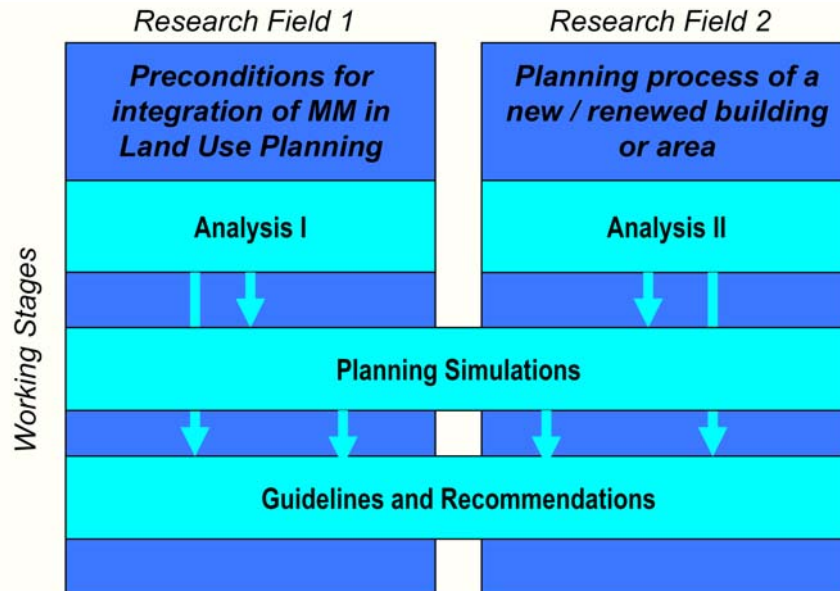 Research Field 1
Research Field 2
Preconditions for
integration of MM in
Land Use Planning
Planning process of a
new / renewed building
or area
Working Stages
Analysis I
Analysis II
Planning Simulations
Guidelines and Recommendations